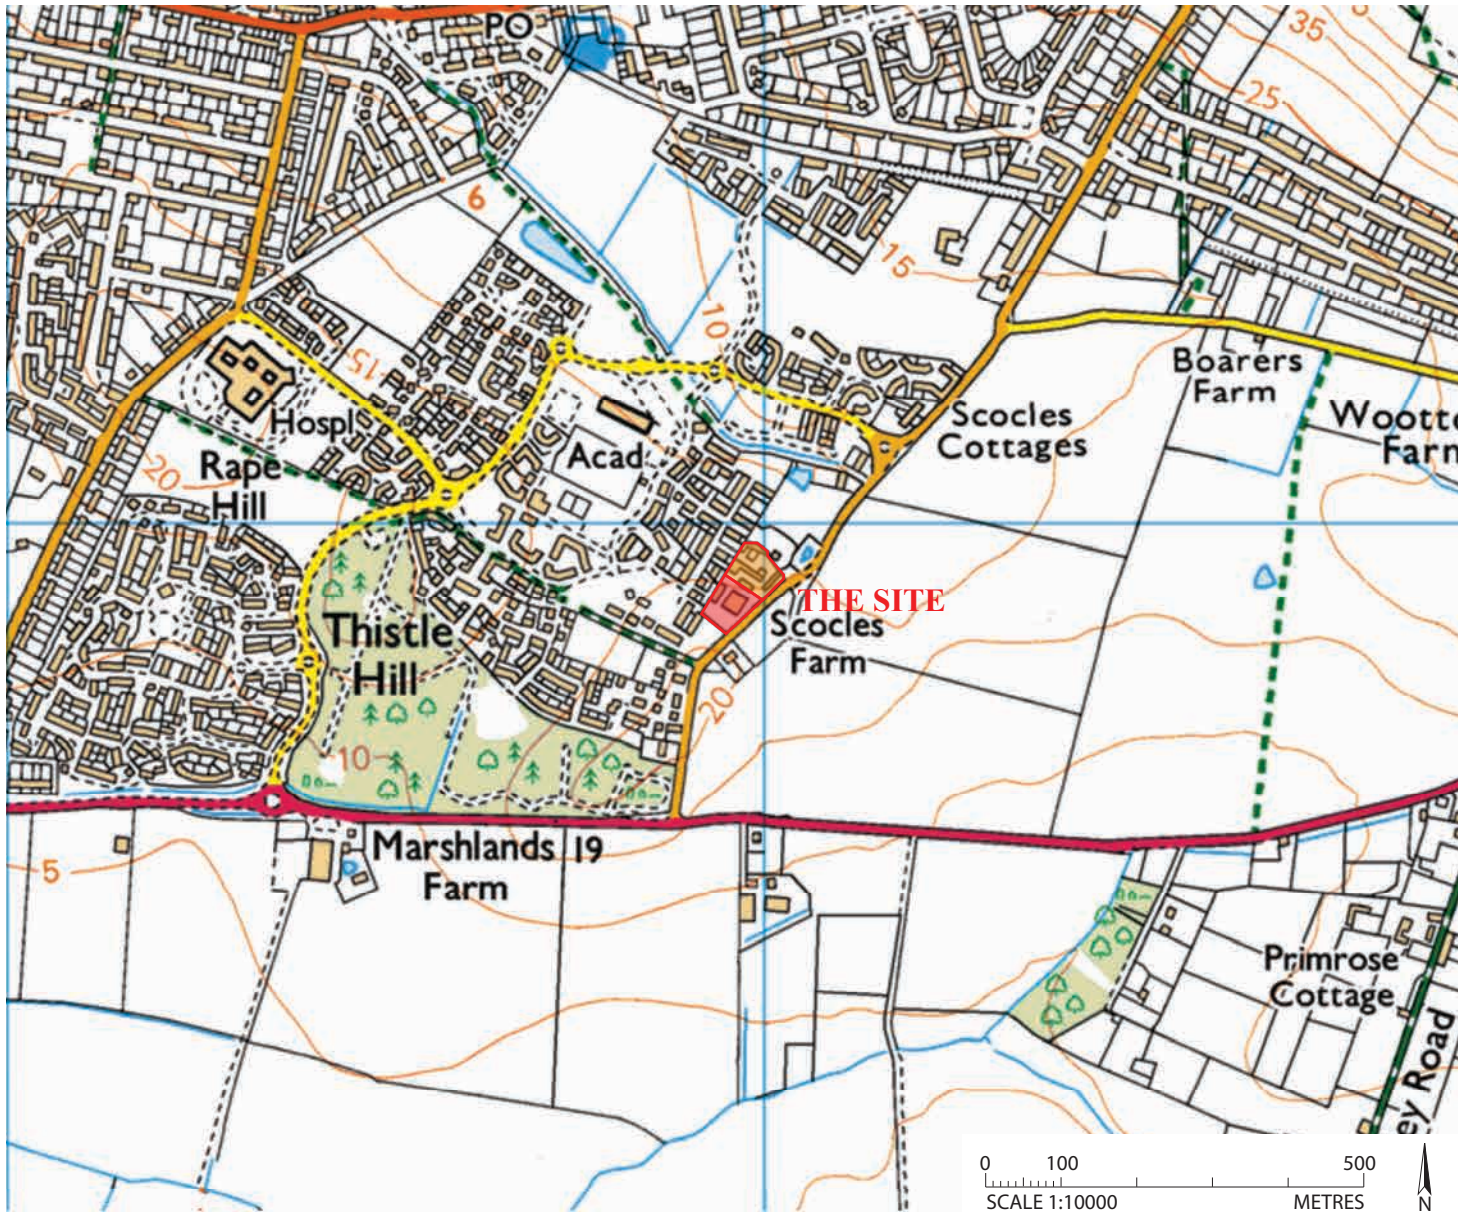 PO
35
25
6
15
10
15
Boarers
Farm
Hospl
Acad
Scocles
Cottages
Wootto
Farm
20
Rape
Hill
THE SITE
Thistle
Hill
Scocles
Farm
20
10
Marshlands 19
Farm
5
Primrose
Cottage
ey Road
0 100 500
SCALE 1:10000 METRES
N